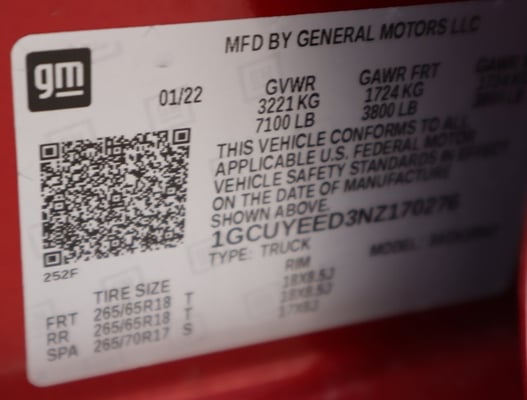 gm
MFD BY GENERAL MOTORS LLC
01/22
GVWR
3221 KG
7100 LB
GAWR FRT
1724 KG
3800 LB
THIS VEHICLE CONFORMS TO ALL
APPLICABLE U.S. FEDERAL MOTOR
VEHICLE SAFETY STANDARDS IN EFFECT
ON THE DATE OF MANUFACTURE
SHOWN ABOVE.
1GCUYEED3NZ170276
TYPE: TRUCK MODEL:
252F
TIRE SIZE RIM
FRT 265/65R18 T 18X8.5J
RR 265/65R18 T 18X8.5J
SPA 265/70R17 S 17X8J